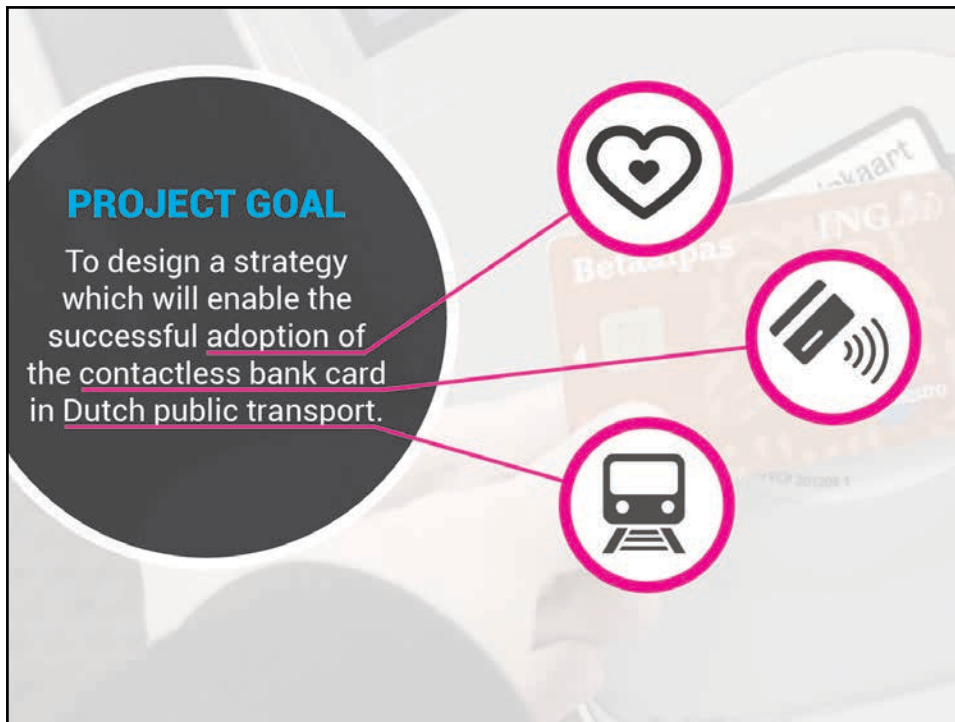 PROJECT GOAL
To design a strategy
which will enable the
successful adoption of
the contactless bank card
in Dutch public transport.
Betaalpas
ING